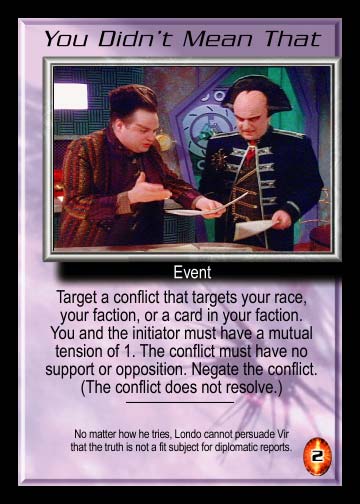 You Didn't Mean That
Event
Target a conflict that targets your race,
your faction, or a card in your faction.
You and the initiator must have a mutual
tension of 1. The conflict must have no
support or opposition. Negate the conflict.
(The conflict does not resolve.)
No matter how he tries, Londo cannot persuade Vir
that the truth is not a fit subject for diplomatic reports.
2